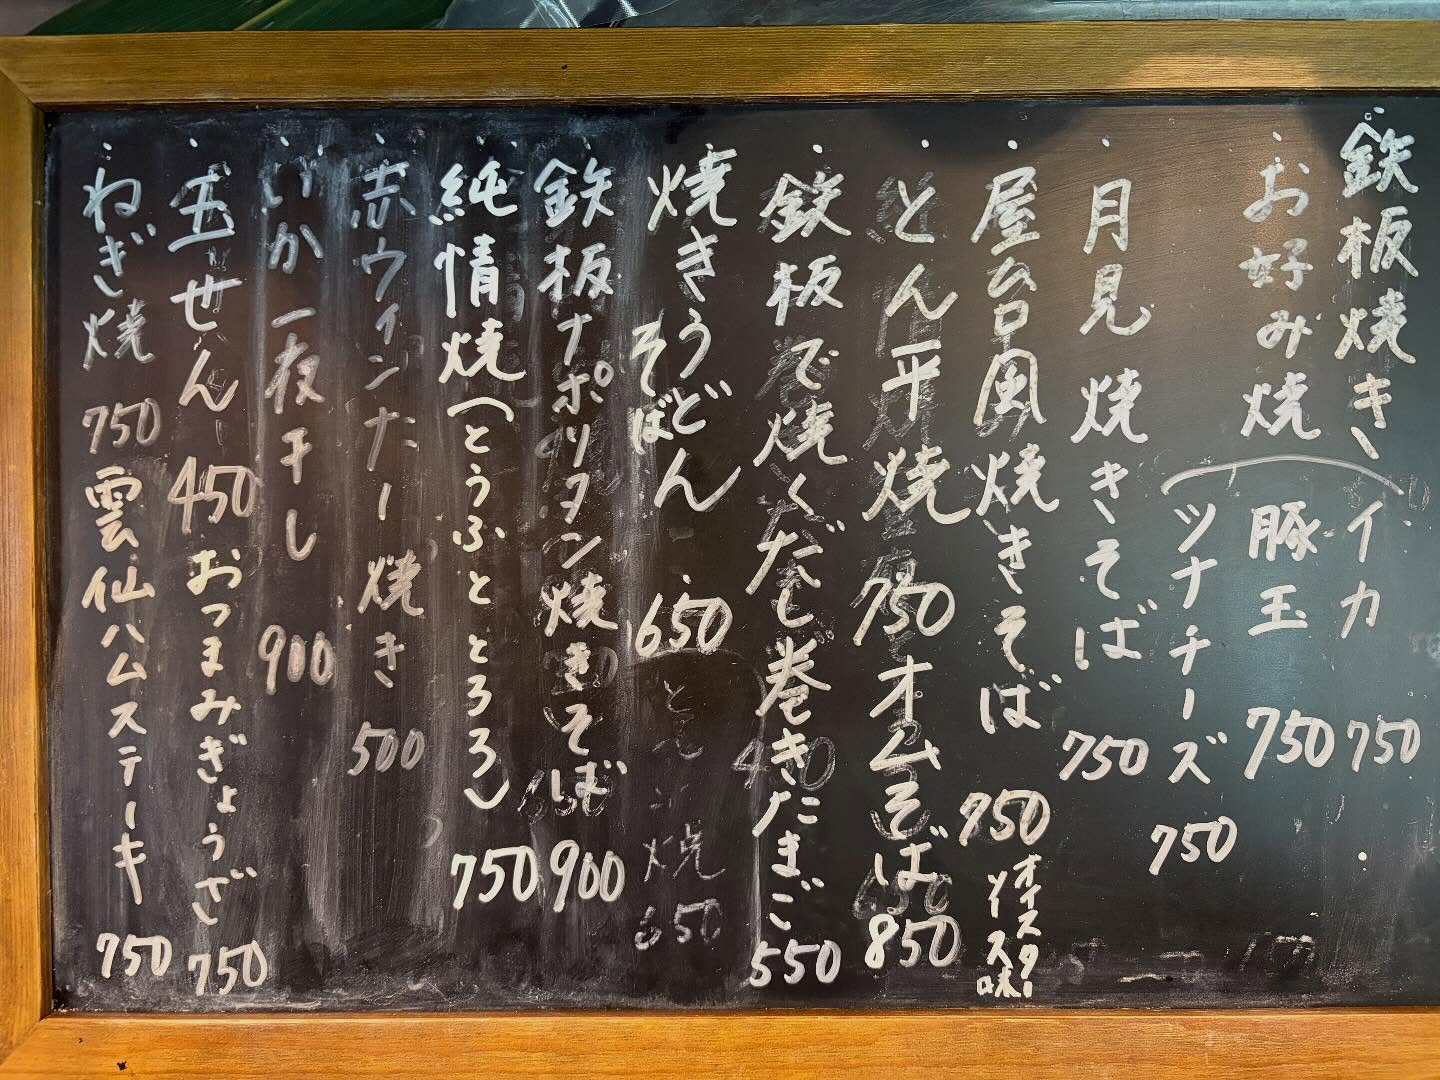 鉄板焼き
お好み焼
イカ 750
豚玉 750
ツナチーズ 750
月見焼きそば 750
屋台風焼きそば 750
オイスターソース味
とん平焼 750
オムそば 850
鉄板で焼くだし巻きたまご 550
焼きうどん
そば 650
鉄板ナポリタン焼きそば 900
純情焼(とうふととろろ) 750
赤ウィンナー焼き 500
いか一夜干し 900
玉せん 450
おつまみぎょうざ 750
ねぎ焼 750
雲仙ハムステーキ 750